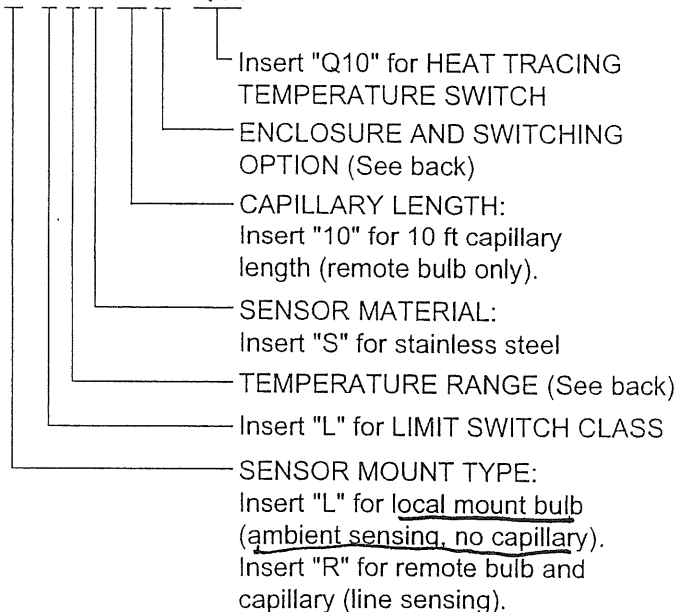 Insert "Q10" for HEAT TRACING
TEMPERATURE SWITCH
ENCLOSURE AND SWITCHING
OPTION (See back)
CAPILLARY LENGTH:
Insert "10" for 10 ft capillary
length (remote bulb only).
SENSOR MATERIAL:
Insert "S" for stainless steel
TEMPERATURE RANGE (See back)
Insert "L" for LIMIT SWITCH CLASS
SENSOR MOUNT TYPE:
Insert "L" for local mount bulb
(ambient sensing, no capillary).
Insert "R" for remote bulb and
capillary (line sensing).